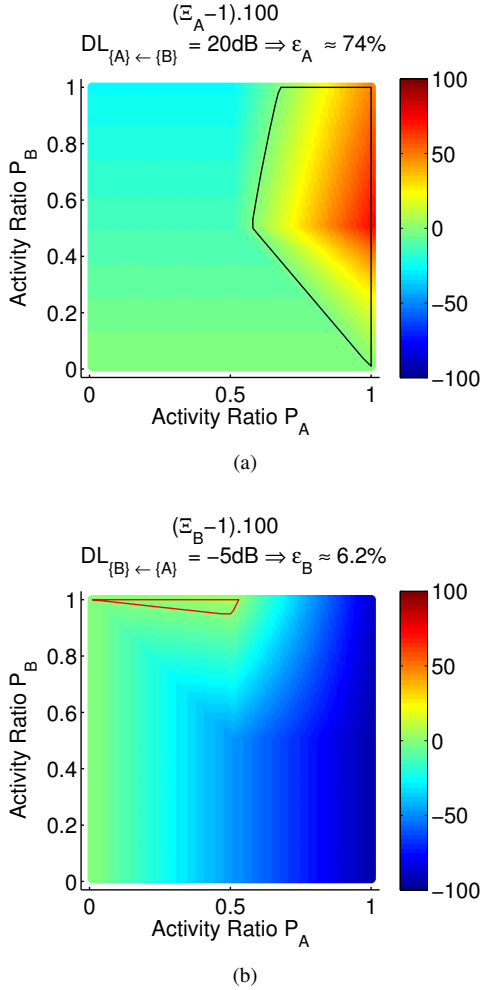 (Ξ_A−1).100
DL_{A}←{B} = 20dB ⇒ ε_A ≈ 74%
Activity Ratio P_B
1
0.8
0.6
0.4
0.2
0
0
0.5
1
Activity Ratio P_A
100
50
0
−50
−100
(a)
(Ξ_B−1).100
DL_{B}←{A} = −5dB ⇒ ε_B ≈ 6.2%
Activity Ratio P_B
1
0.8
0.6
0.4
0.2
0
0
0.5
1
Activity Ratio P_A
100
50
0
−50
−100
(b)